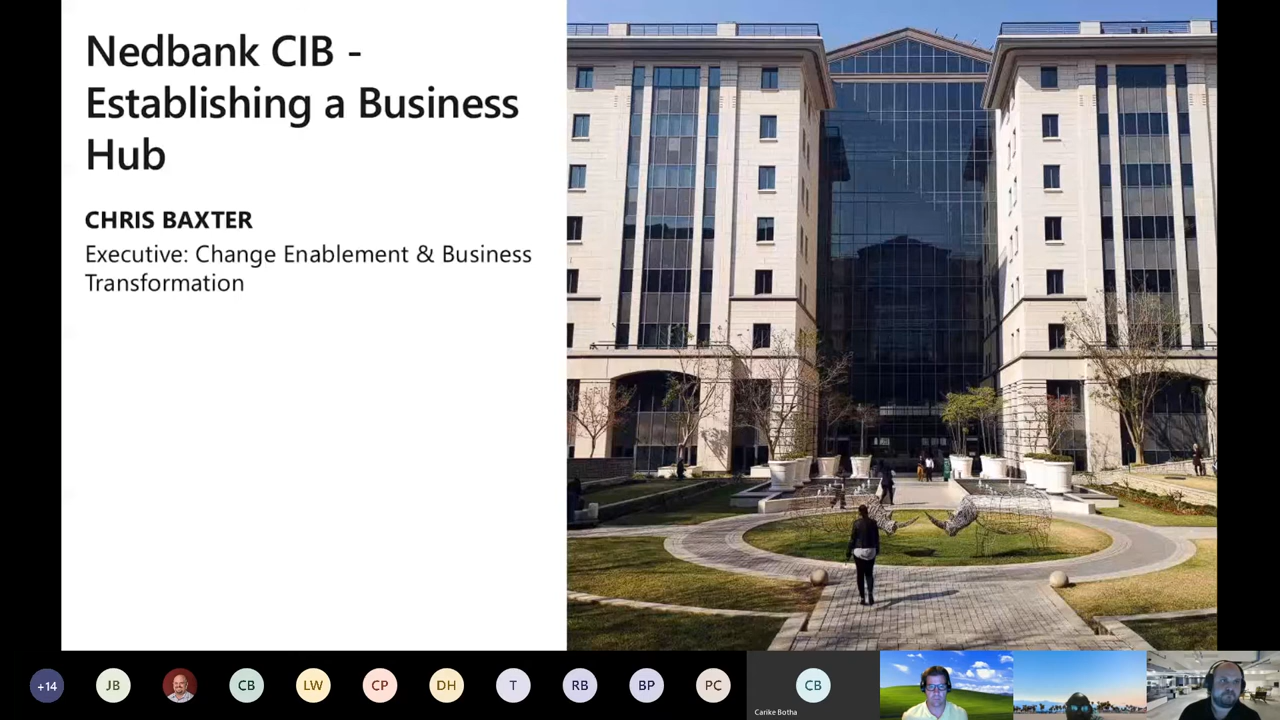 Nedbank CIB -
Establishing a Business
Hub
CHRIS BAXTER
Executive: Change Enablement & Business
Transformation
+14
JB
CB
LW
CP
DH
T
RB
BP
PC
CB
Carike Botha